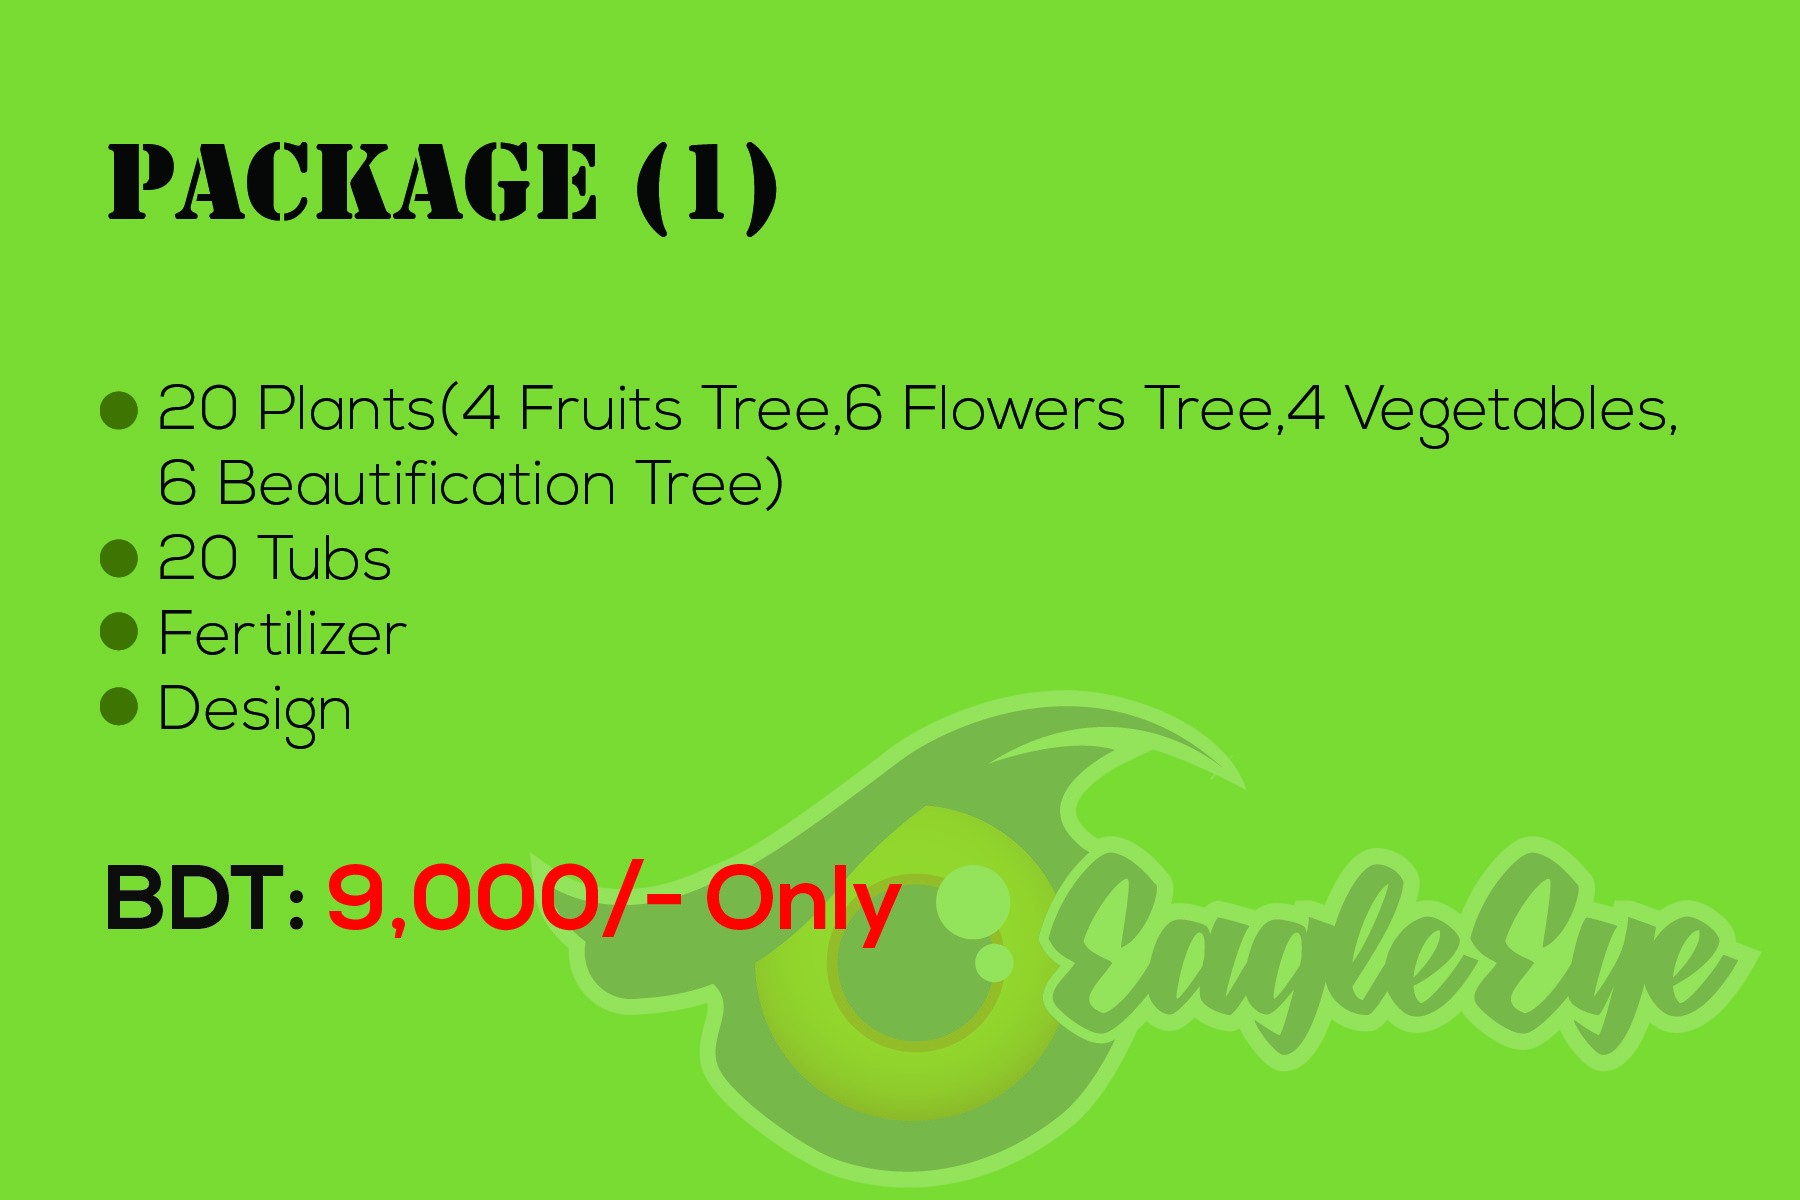 PACKAGE (1)
20 Plants(4 Fruits Tree,6 Flowers Tree,4 Vegetables,
6 Beautification Tree)
20 Tubs
Fertilizer
Design
BDT: 9,000/- Only
EagleEye